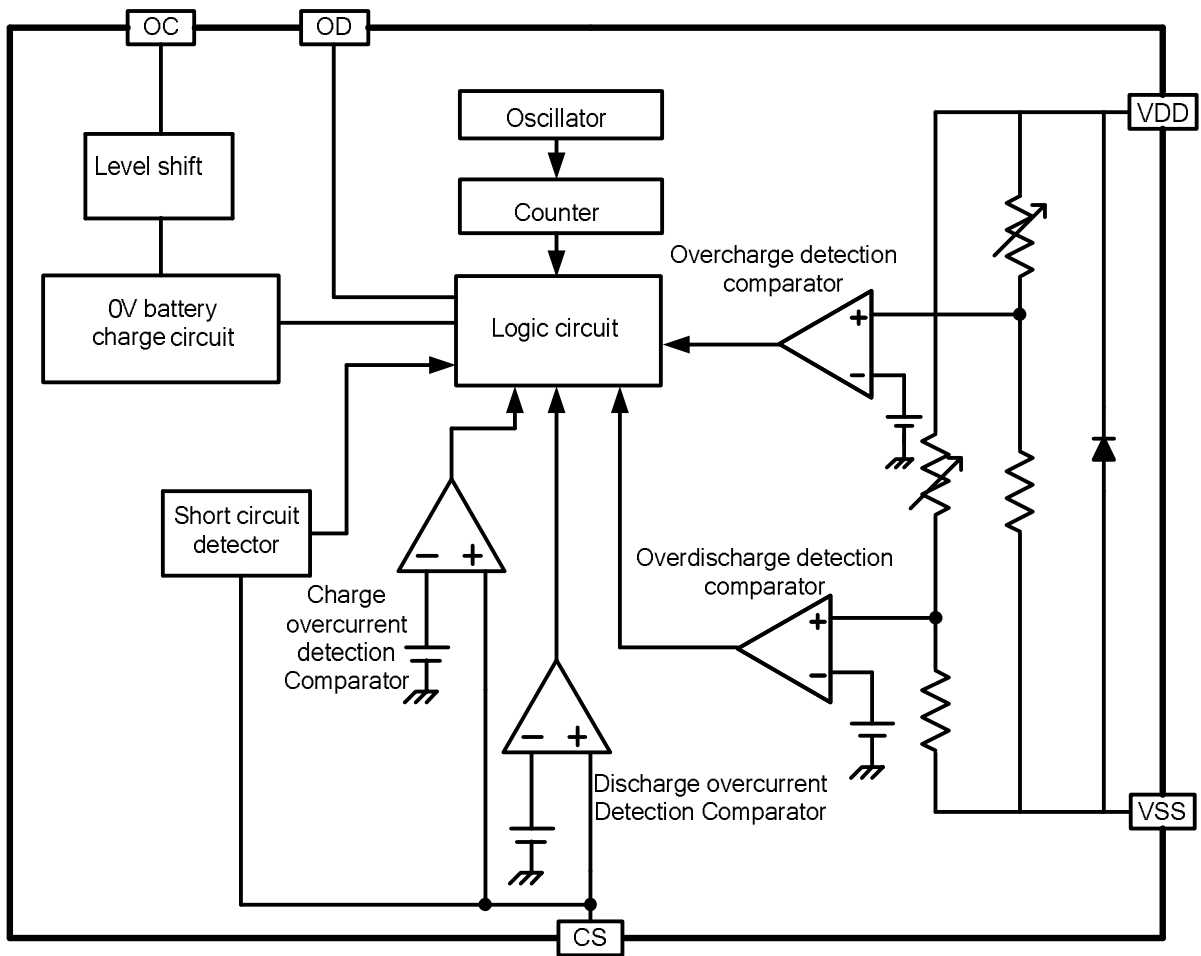 OC
OD
VDD
Oscillator
Level shift
Counter
Overcharge detection
comparator
0V battery
charge circuit
Logic circuit
+
−
Short circuit
detector
− +
Overdischarge detection
comparator
Charge
overcurrent
detection
Comparator
+
−
− +
Discharge overcurrent
Detection Comparator
VSS
CS